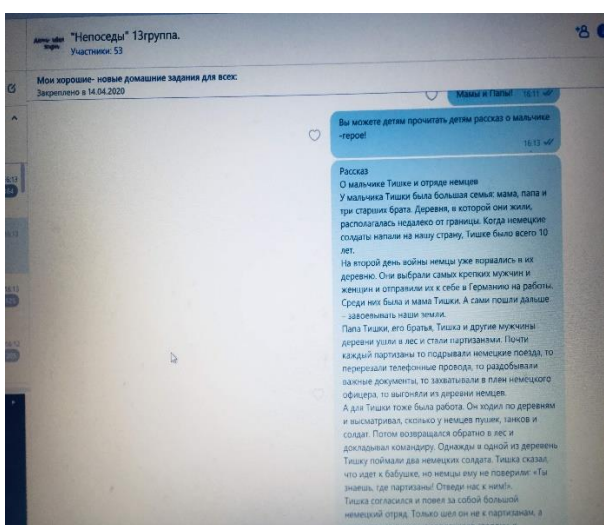 "Непоседы" 13группа.
Участники: 53
Мои хорошие- новые домашние задания для всех:
Закреплено в 14.04.2020
Мамы и Папы! 16:11
Вы можете детям прочитать детям рассказ о мальчике
-герое!
16:13
Рассказ
О мальчике Тишке и отряде немцев
У мальчика Тишки была большая семья: мама, папа и
три старших брата. Деревня, в которой они жили,
располагалась недалеко от границы. Когда немецкие
солдаты напали на нашу страну, Тишке было всего 10
лет.
На второй день войны немцы уже ворвались в их
деревню. Они выбрали самых крепких мужчин и
женщин и отправили их к себе в Германию на работы.
Среди них была и мама Тишки. А сами пошли дальше
– завоевывать наши земли.
Папа Тишки, его братья, Тишка и другие мужчины
деревни ушли в лес и стали партизанами. Почти
каждый партизаны то подрывали немецкие поезда, то
перерезали телефонные провода, то раздобывали
важные документы, то захватывали в плен немецкого
офицера, то выгоняли из деревни немцев.
А для Тишки тоже была работа. Он ходил по деревням
и высматривал, сколько у немцев пушек, танков и
солдат. Потом возвращался обратно в лес и
докладывал командиру. Однажды в одной из деревень
Тишку поймали два немецких солдата. Тишка сказал,
что идет к бабушке, но немцы ему не поверили: «Ты
знаешь, где партизаны! Отведи нас к ним!».
Тишка согласился и повел за собой большой
немецкий отряд. Только шел он не к партизанам, а